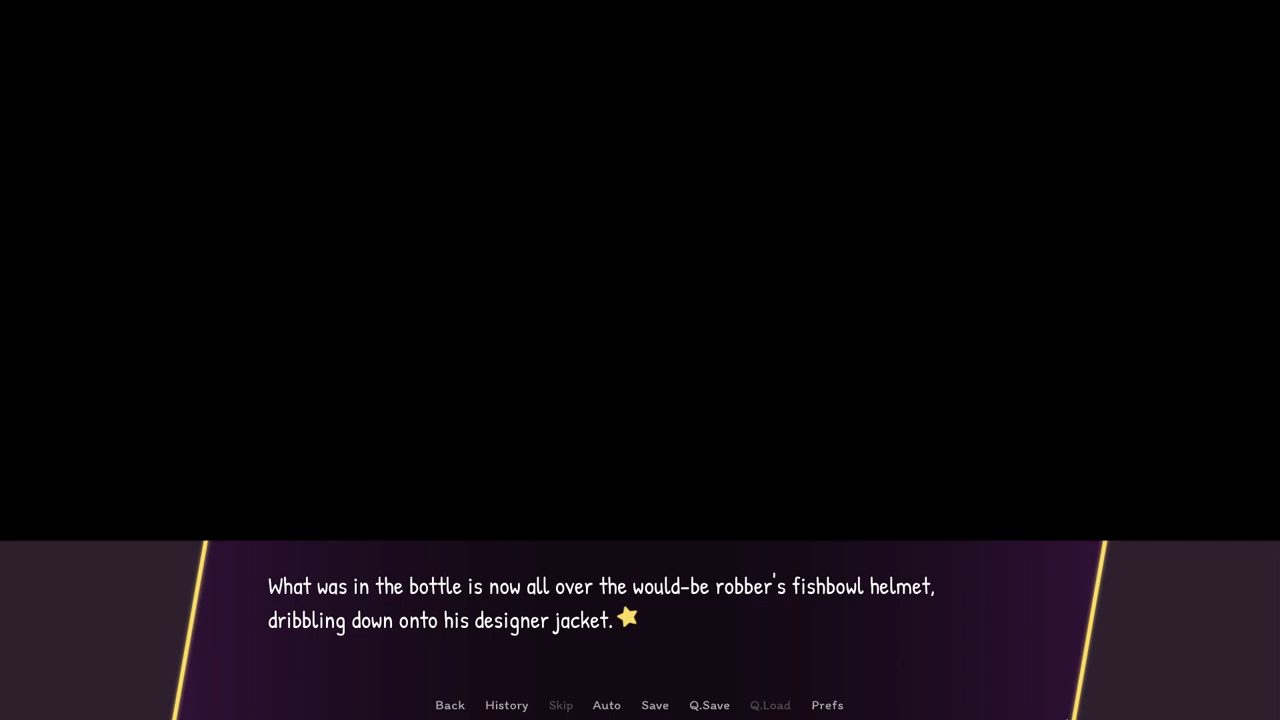 What was in the bottle is now all over the would-be robber's fishbowl helmet,
dribbling down onto his designer jacket.
Back History Skip Auto Save Q.Save Q.Load Prefs